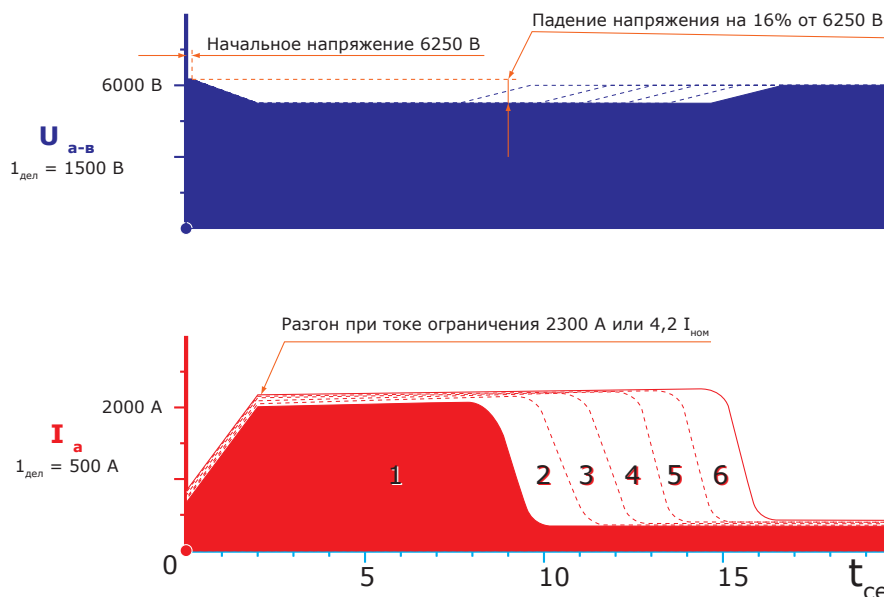 Падение напряжения на 16% от 6250 В
Начальное напряжение 6250 В
6000 В
U а-в
1дел = 1500 В
Разгон при токе ограничения 2300 А или 4,2 Iном
2000 А
I а
1дел = 500 А
1 2 3 4 5 6
0 5 10 15 tсе